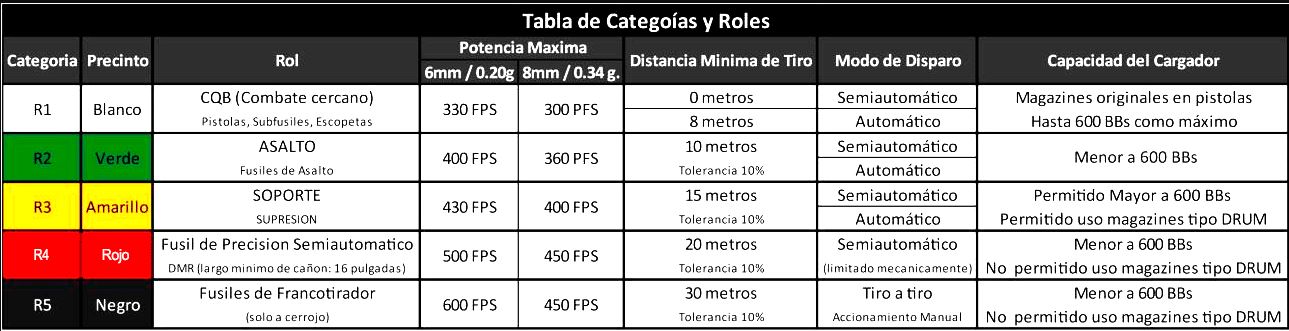 Tabla de Categoías y Roles
Categoria Precinto Rol Potencia Maxima Distancia Minima de Tiro Modo de Disparo Capacidad del Cargador
6mm / 0.20g 8mm / 0.34 g.
R1 Blanco CQB (Combate cercano) 330 FPS 300 PFS 0 metros Semiautomático Magazines originales en pistolas
Pistolas, Subfusiles, Escopetas 8 metros Automático Hasta 600 BBs como máximo
R2 Verde ASALTO 400 FPS 360 PFS 10 metros Semiautomático Menor a 600 BBs
Fusiles de Asalto Tolerancia 10% Automático
R3 Amarillo SOPORTE 430 FPS 400 FPS 15 metros Semiautomático Permitido Mayor a 600 BBs
SUPRESION Tolerancia 10% Automático Permitido uso magazines tipo DRUM
R4 Rojo Fusil de Precision Semiautomatico 500 FPS 450 FPS 20 metros Semiautomático Menor a 600 BBs
DMR (largo minimo de cañon: 16 pulgadas) Tolerancia 10% (limitado mecanicamente) No permitido uso magazines tipo DRUM
R5 Negro Fusiles de Francotirador 600 FPS 450 FPS 30 metros Tiro a tiro Menor a 600 BBs
(solo a cerrojo) Tolerancia 10% Accionamiento Manual No permitido uso magazines tipo DRUM